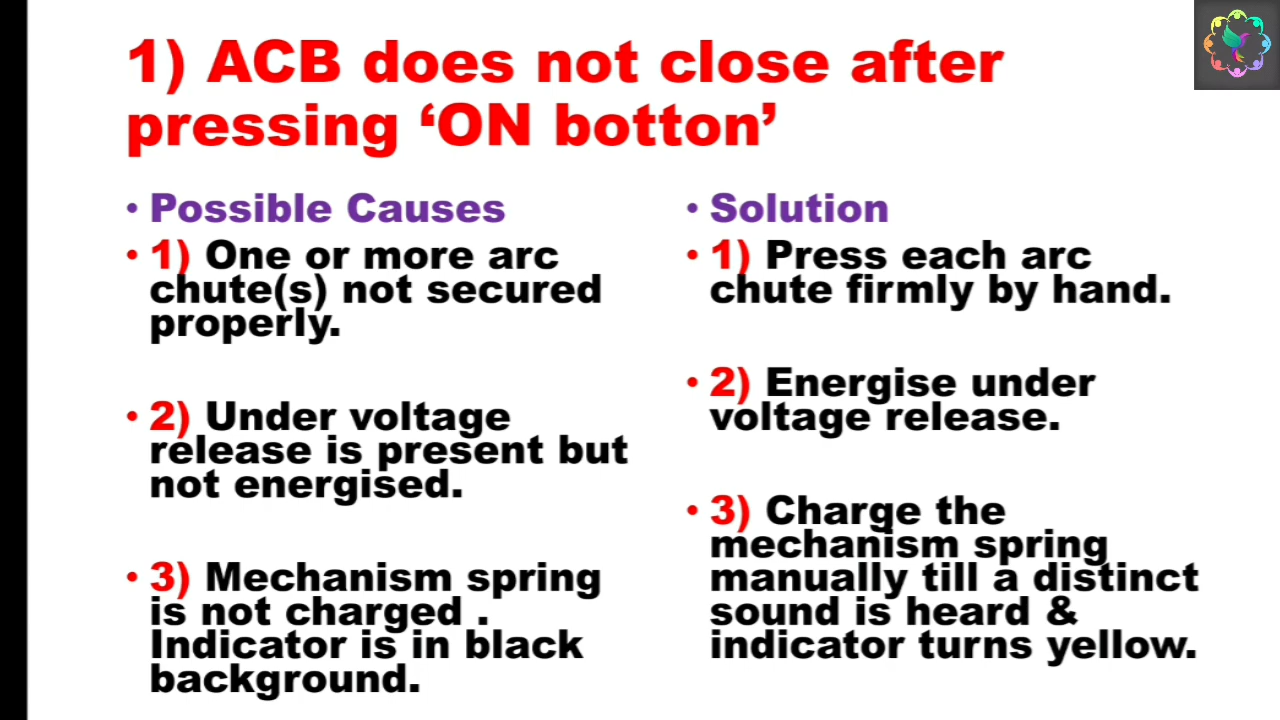 1) ACB does not close after
pressing ‘ON botton’
• Possible Causes
• 1) One or more arc
chute(s) not secured
properly.
• 2) Under voltage
release is present but
not energised.
• 3) Mechanism spring
is not charged .
Indicator is in black
background.
• Solution
• 1) Press each arc
chute firmly by hand.
• 2) Energise under
voltage release.
• 3) Charge the
mechanism spring
manually till a distinct
sound is heard &
indicator turns yellow.